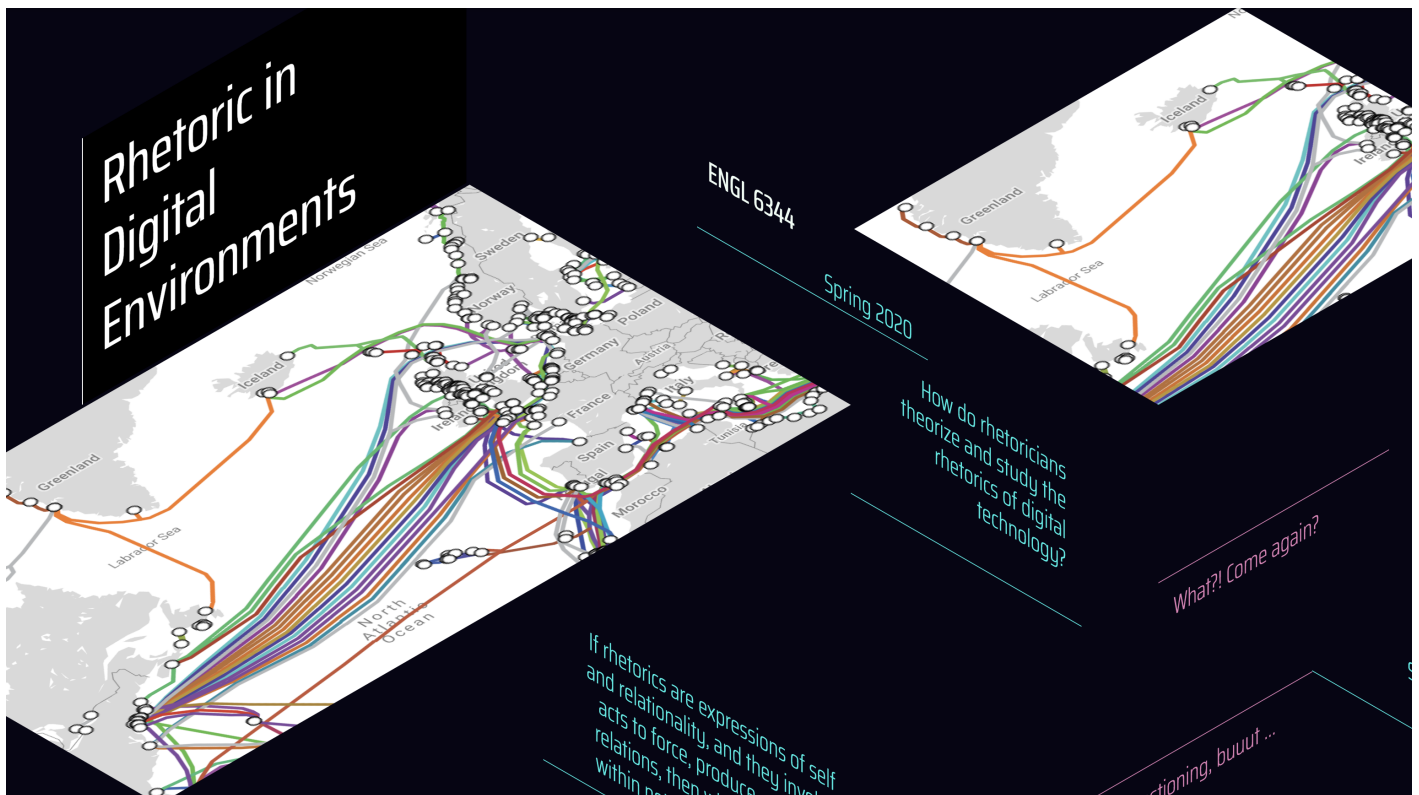 Rhetoric in
Digital
Environments
Norwegian Sea
Sweden
Norway
Iceland
Poland
Germany
Austria
Italy
France
Spain
Tunisia
Morocco
Greenland
Labrador Sea
North
Atlantic
Ocean
ENGL 6344
Spring 2020
How do rhetoricians
theorize and study the
rhetorics of digital
technology?
Iceland
Greenland
Labrador Sea
What?! Come again?
If rhetorics are expressions of self
and relationality, and they
acts to force, produce
relations, then
within
buuut ...